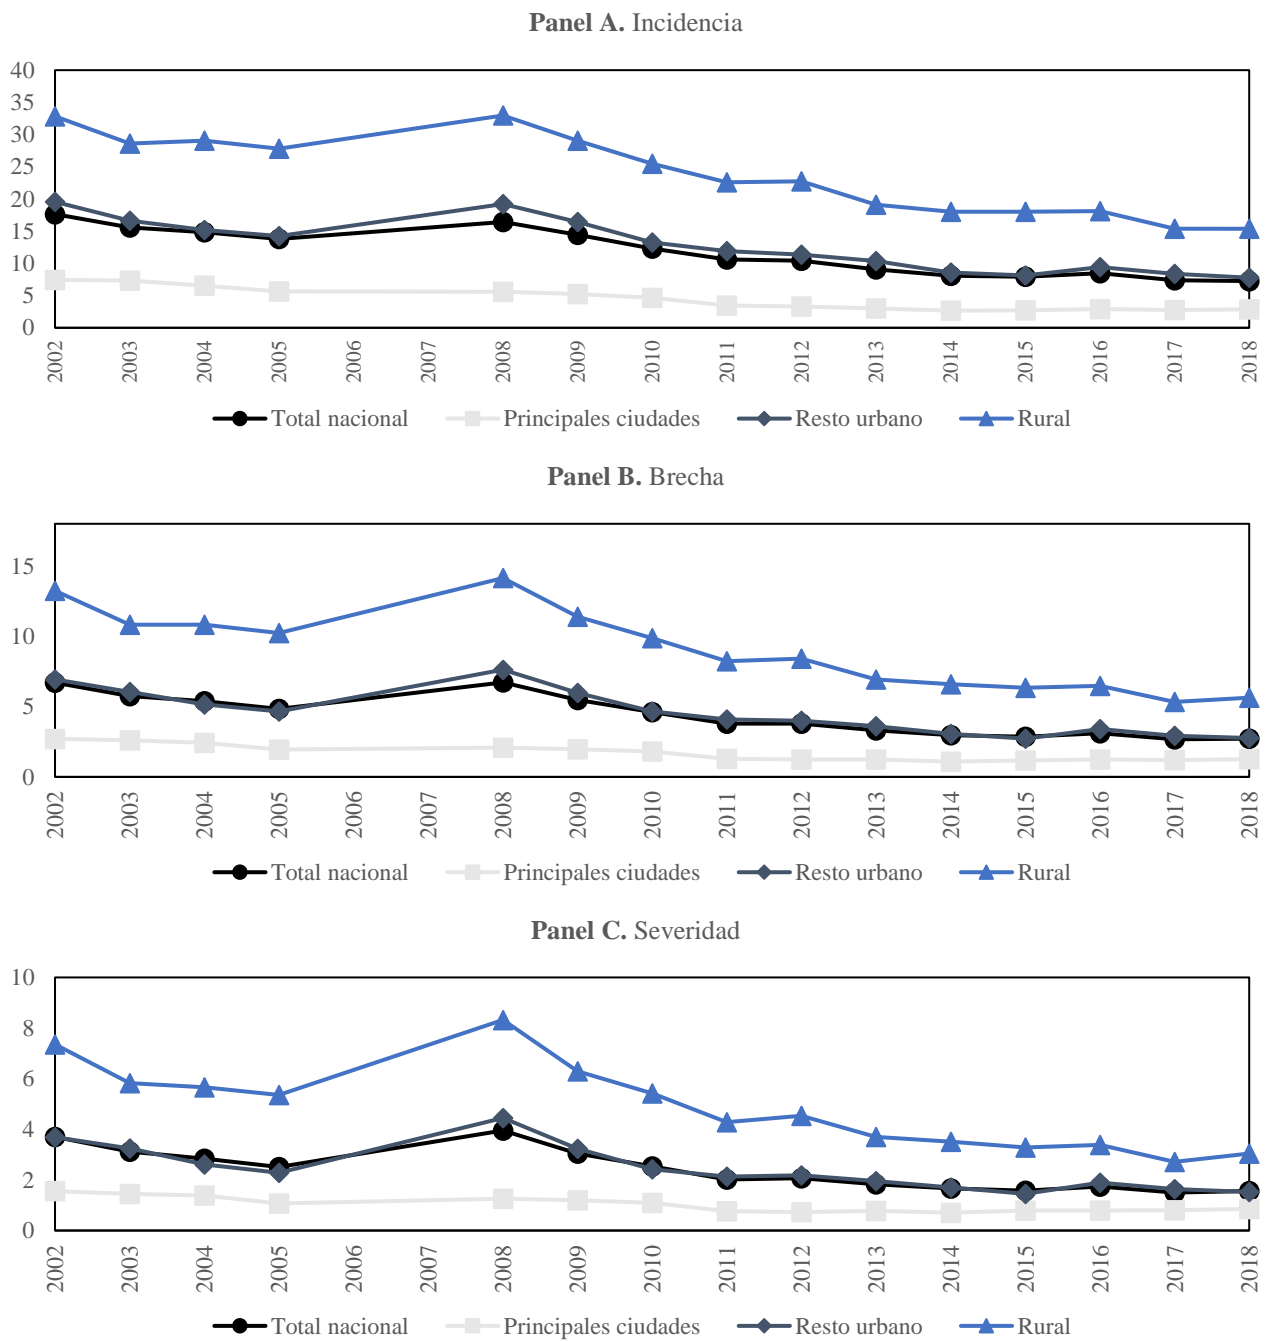 Panel A. Incidencia
40
35
30
25
20
15
10
5
0
2002 2003 2004 2005 2006 2007 2008 2009 2010 2011 2012 2013 2014 2015 2016 2017 2018
Total nacional Principales ciudades Resto urbano Rural
Panel B. Brecha
15
10
5
0
2002 2003 2004 2005 2006 2007 2008 2009 2010 2011 2012 2013 2014 2015 2016 2017 2018
Total nacional Principales ciudades Resto urbano Rural
Panel C. Severidad
10
8
6
4
2
0
2002 2003 2004 2005 2006 2007 2008 2009 2010 2011 2012 2013 2014 2015 2016 2017 2018
Total nacional Principales ciudades Resto urbano Rural